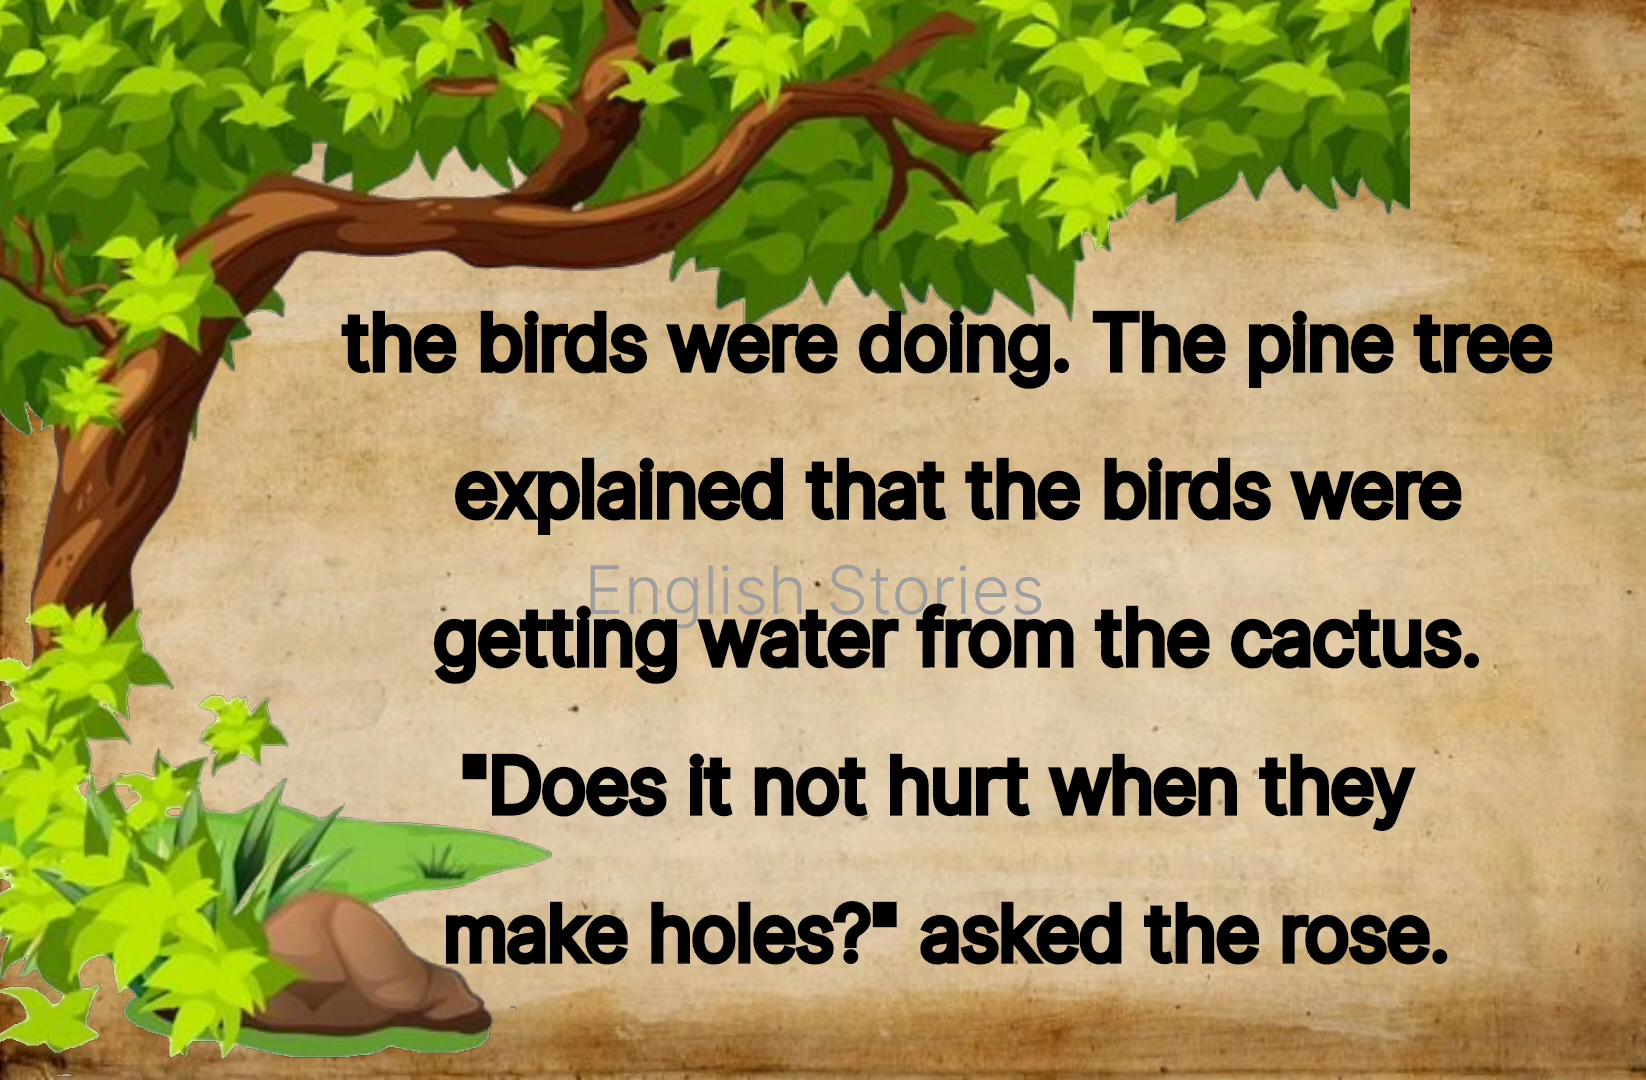 the birds were doing. The pine tree
explained that the birds were
English Stories
getting water from the cactus.
"Does it not hurt when they
make holes?" asked the rose.